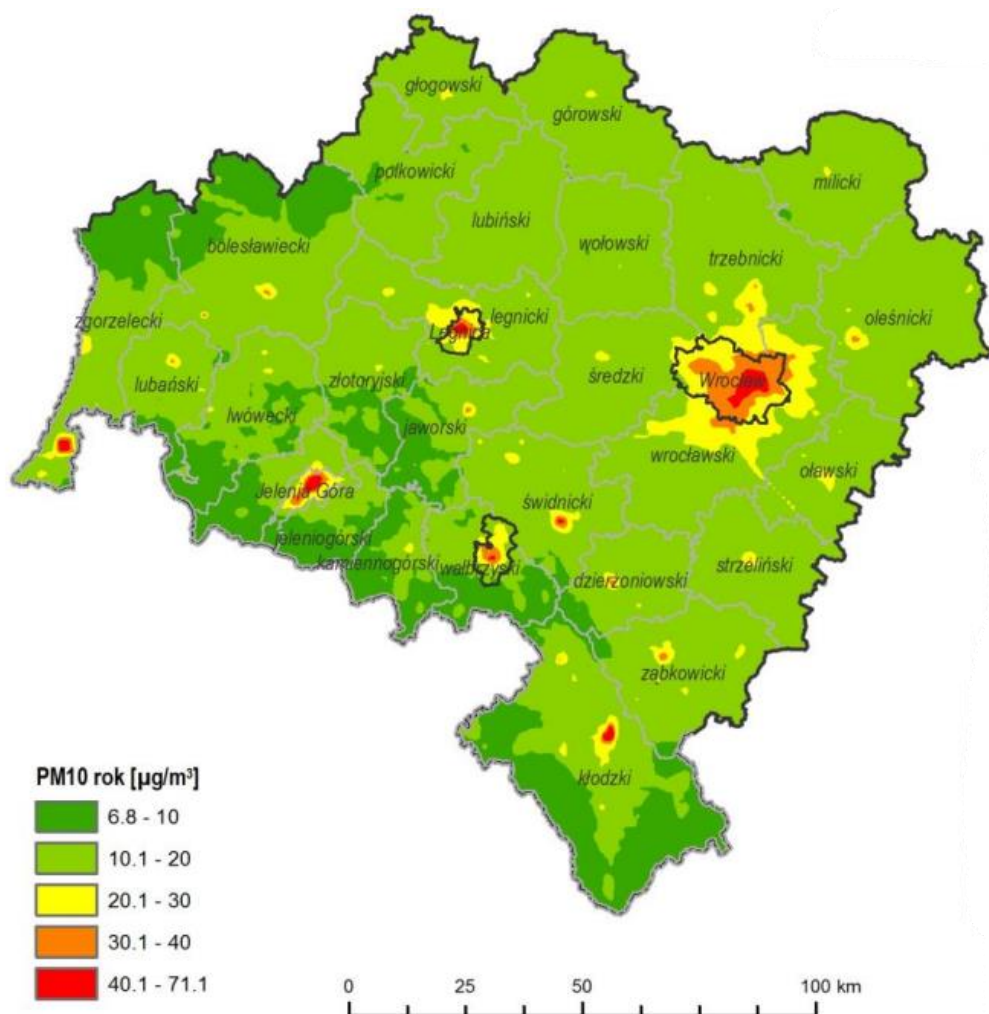 głogowski
górowski
polkowicki
milicki
lubiński
bolesławiecki
wołowski
trzebnicki
zgorzelecki
legnicki
Legnica
oleśnicki
lubański
złotoryjski
średzki
Wrocław
lwówecki
jaworski
wrocławski
oławski
Jelenia Góra
świdnicki
jeleniogórski
kamiennogórski
wałbrzyski
dzierżoniowski
strzeliński
ząbkowicki
kłodzki
PM10 rok [µg/m³]
6.8 - 10
10.1 - 20
20.1 - 30
30.1 - 40
40.1 - 71.1
0 25 50 100 km